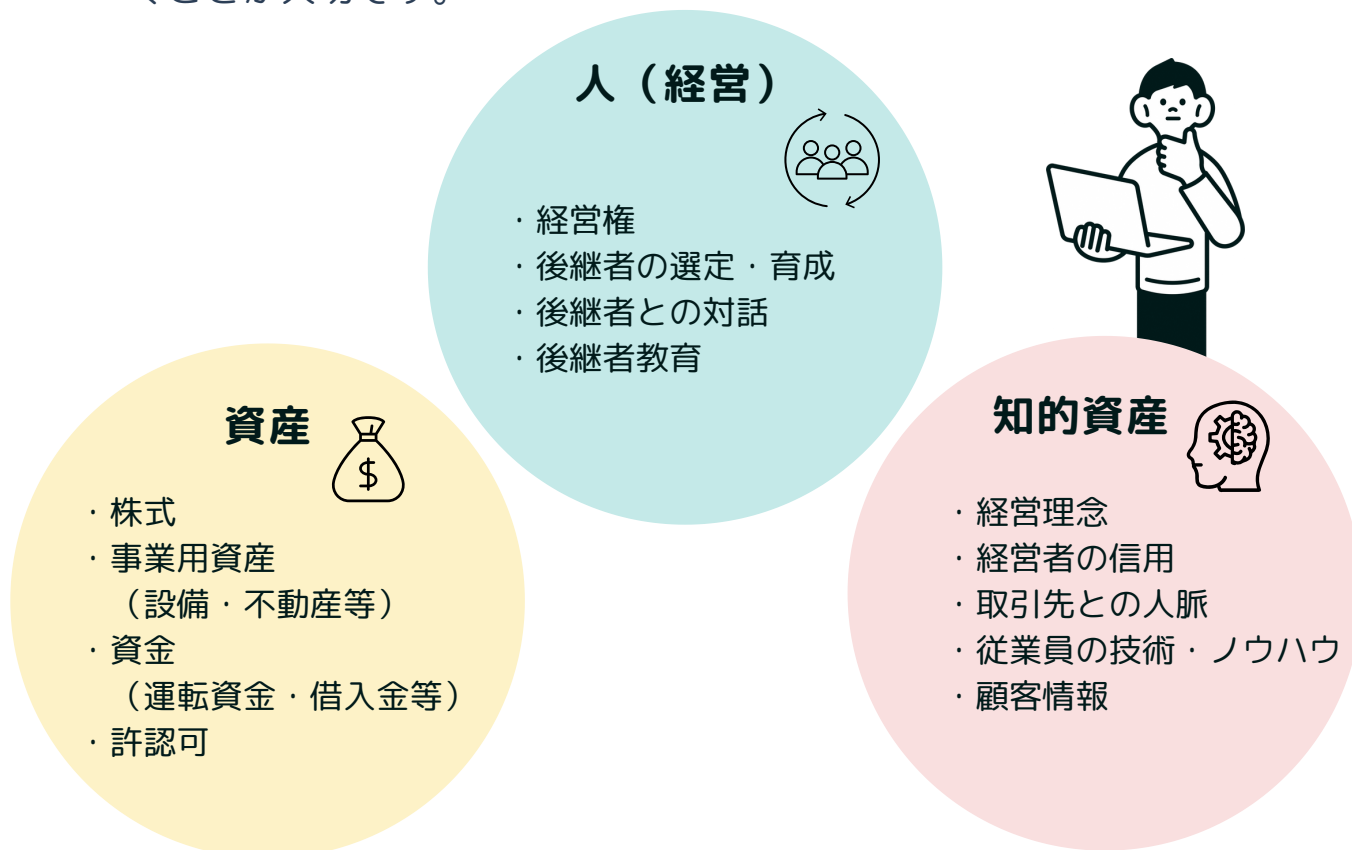 人（経営）
・経営権
・後継者の選定・育成
・後継者との対話
・後継者教育
資産
・株式
・事業用資産
（設備・不動産等）
・資金
（運転資金・借入金等）
・許認可
知的資産
・経営理念
・経営者の信用
・取引先との人脈
・従業員の技術・ノウハウ
・顧客情報
$